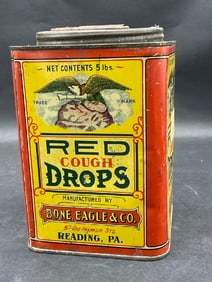 NET CONTENTS 5 lbs.
TRADE MARK
RED
COUGH
DROPS
MANUFACTURED BY
BONE, EAGLE & CO.
READING, PA.